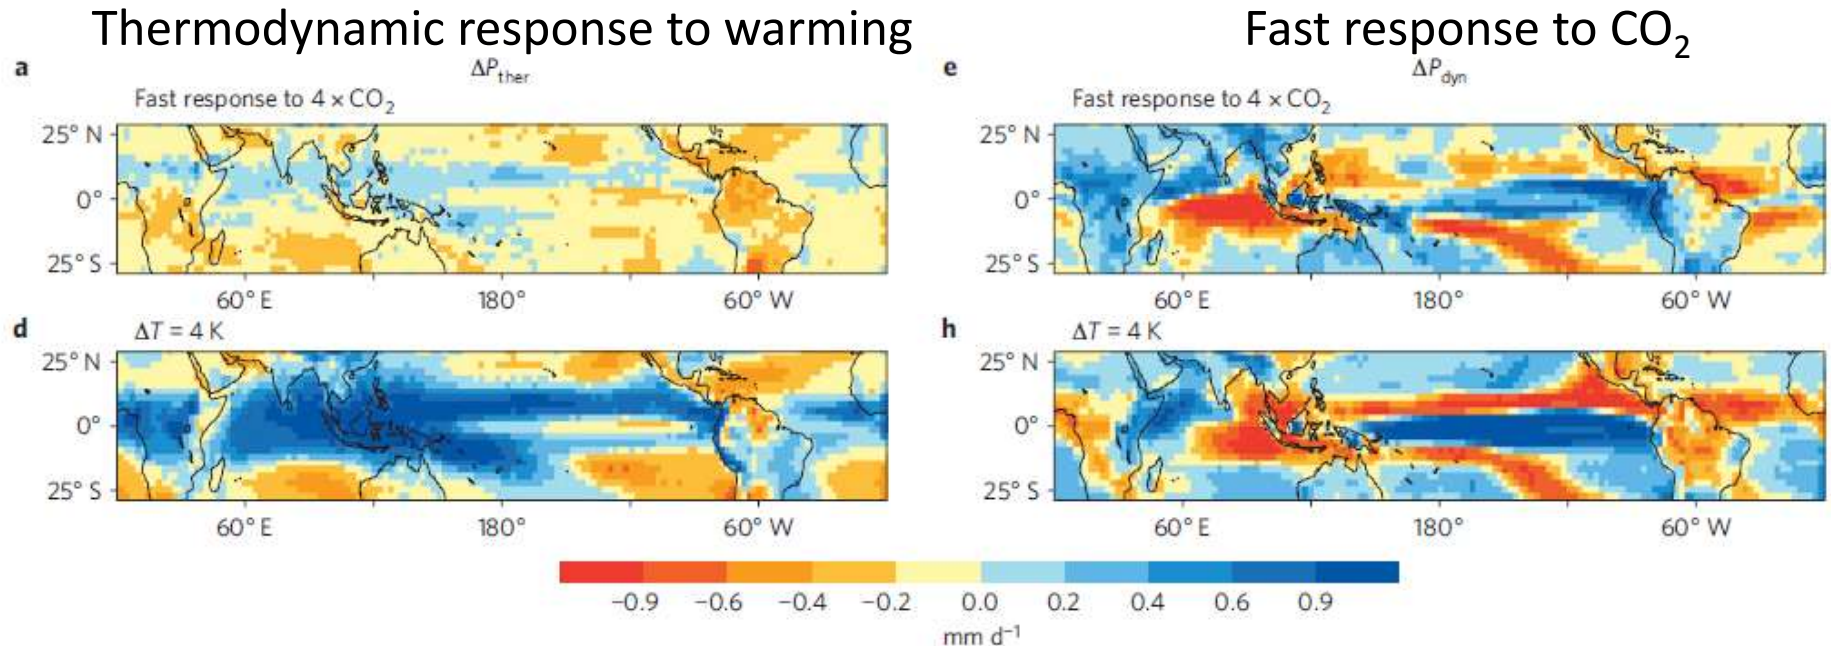 Thermodynamic response to warming
Fast response to CO₂
a
ΔP_ther
Fast response to 4 × CO₂
25° N
0°
25° S
60° E
180°
60° W
e
ΔP_dyn
Fast response to 4 × CO₂
25° N
0°
25° S
60° E
180°
60° W
d
ΔT = 4 K
25° N
0°
25° S
60° E
180°
60° W
h
ΔT = 4 K
25° N
0°
25° S
60° E
180°
60° W
−0.9 −0.6 −0.4 −0.2 0.0 0.2 0.4 0.6 0.9
mm d⁻¹